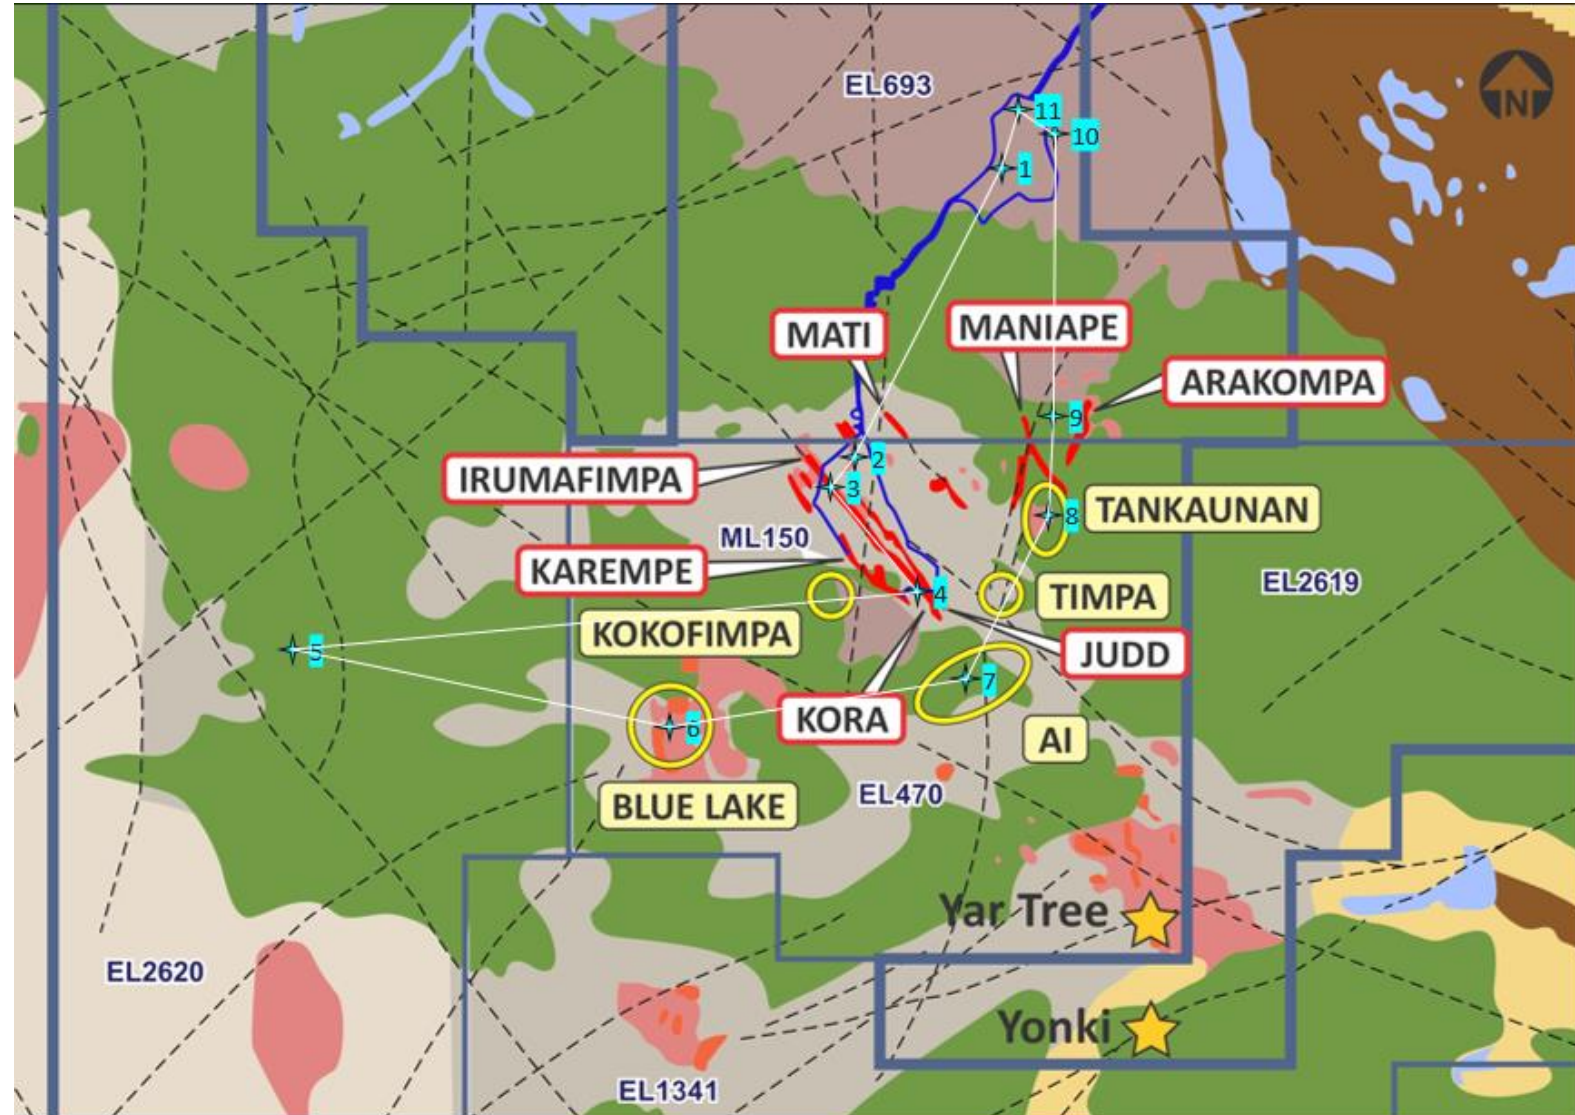 EL693
11
10
1
N
MATI
MANIAPE
ARAKOMPA
9
IRUMAFIMPA
2
3
TANKAUNAN
8
ML150
KAREMPE
4
TIMPA
EL2619
KOKOFIMPA
5
JUDD
7
KORA
6
AI
BLUE LAKE
EL470
Yar Tree
EL2620
Yonki
EL1341